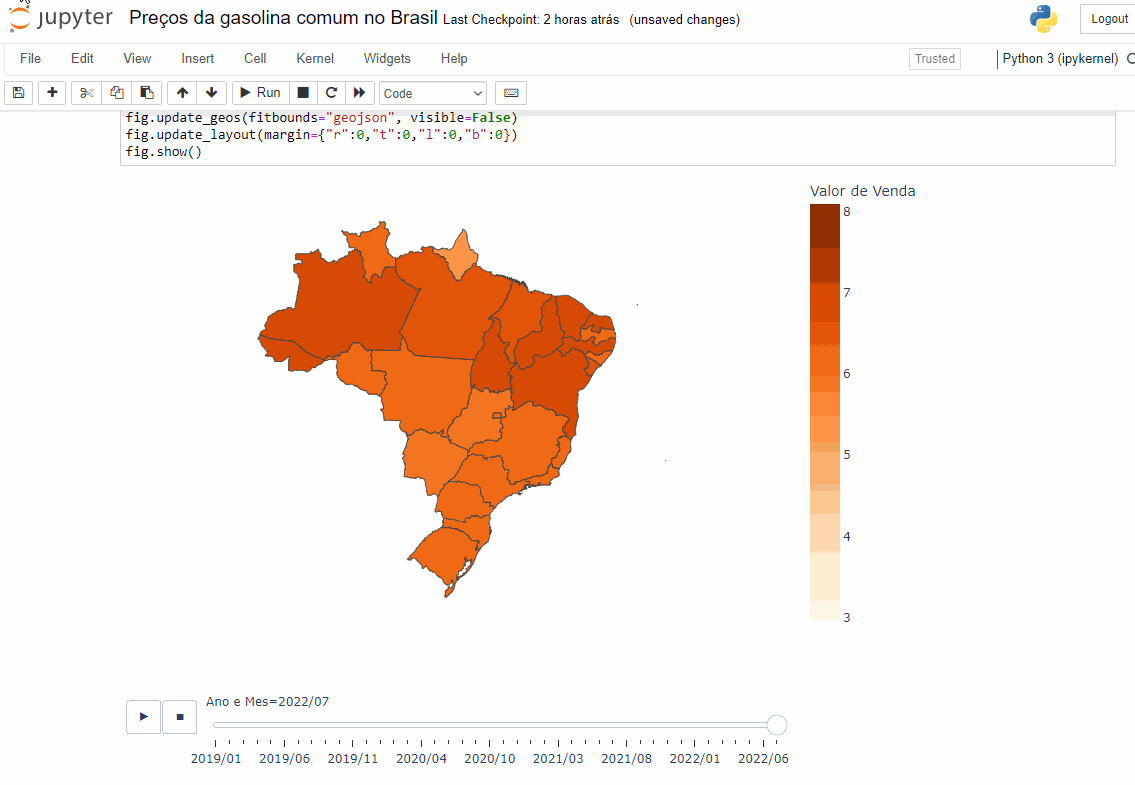 jupyter Preços da gasolina comum no Brasil Last Checkpoint: 2 horas atrás (unsaved changes) Logout
File Edit View Insert Cell Kernel Widgets Help Trusted Python 3 (ipykernel)
Run Code
fig.update_geos(fitbounds="geojson", visible=False)
fig.update_layout(margin={"r":0,"t":0,"l":0,"b":0})
fig.show()
Valor de Venda
8
7
6
5
4
3
Ano e Mes=2022/07
2019/01 2019/06 2019/11 2020/04 2020/10 2021/03 2021/08 2022/01 2022/06